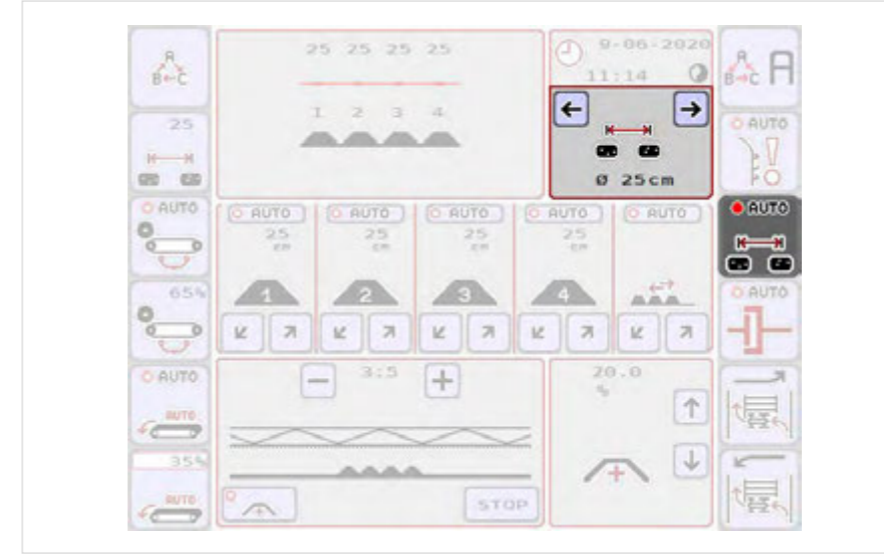 A
B C
25
AUTO
65%
AUTO
AUTO
35%
AUTO
25 25 25 25
1 2 3 4
9-06-2020
11:14
Ø 25cm
AUTO AUTO AUTO AUTO AUTO
25 25 25 25
cm cm cm cm
1 2 3 4
3:5
STOP
20.0
%
A
B C A
AUTO
AUTO
AUTO